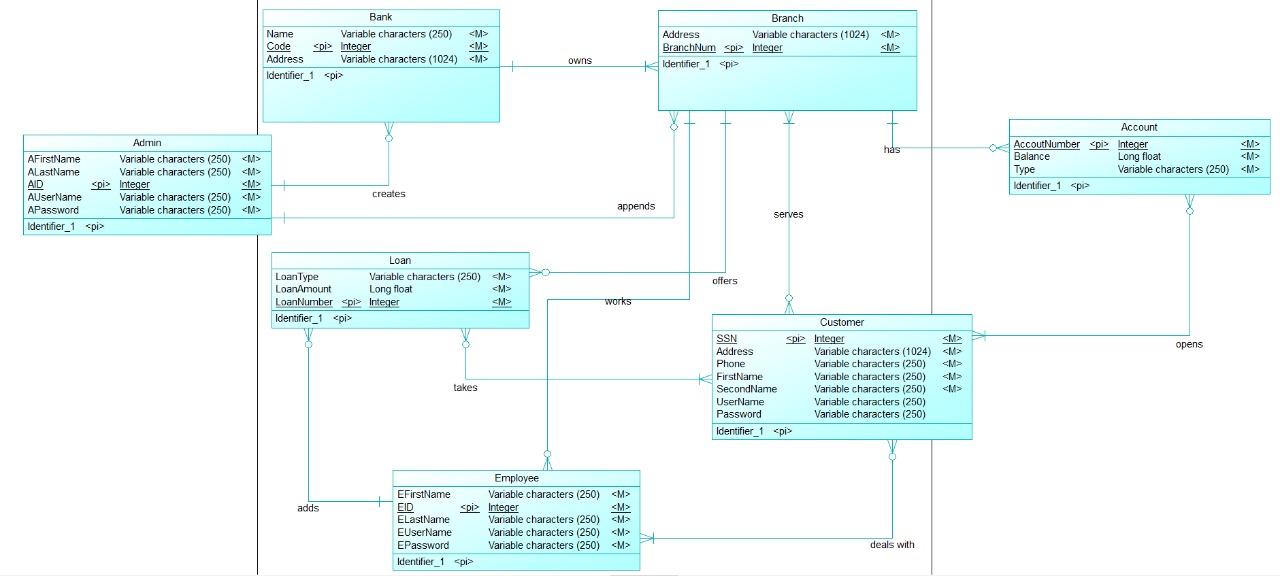 Bank
Name Variable characters (250) <M>
Code <pi> Integer <M>
Address Variable characters (1024) <M>
Identifier_1 <pi>
Branch
Address Variable characters (1024) <M>
BranchNum <pi> Integer <M>
Identifier_1 <pi>
owns
Admin
AFirstName Variable characters (250) <M>
ALastName Variable characters (250) <M>
AID <pi> Integer <M>
AUserName Variable characters (250) <M>
APassword Variable characters (250) <M>
Identifier_1 <pi>
Account
AccoutNumber <pi> Integer <M>
Balance Long float <M>
Type Variable characters (250) <M>
Identifier_1 <pi>
has
creates
appends
serves
Loan
LoanType Variable characters (250) <M>
LoanAmount Long float <M>
LoanNumber <pi> Integer <M>
Identifier_1 <pi>
offers
works
Customer
SSN <pi> Integer <M>
Address Variable characters (1024) <M>
Phone Variable characters (250) <M>
FirstName Variable characters (250) <M>
SecondName Variable characters (250) <M>
UserName Variable characters (250)
Password Variable characters (250)
Identifier_1 <pi>
opens
takes
Employee
EFirstName Variable characters (250) <M>
EID <pi> Integer <M>
ELastName Variable characters (250) <M>
EUserName Variable characters (250) <M>
EPassword Variable characters (250) <M>
Identifier_1 <pi>
adds
deals with